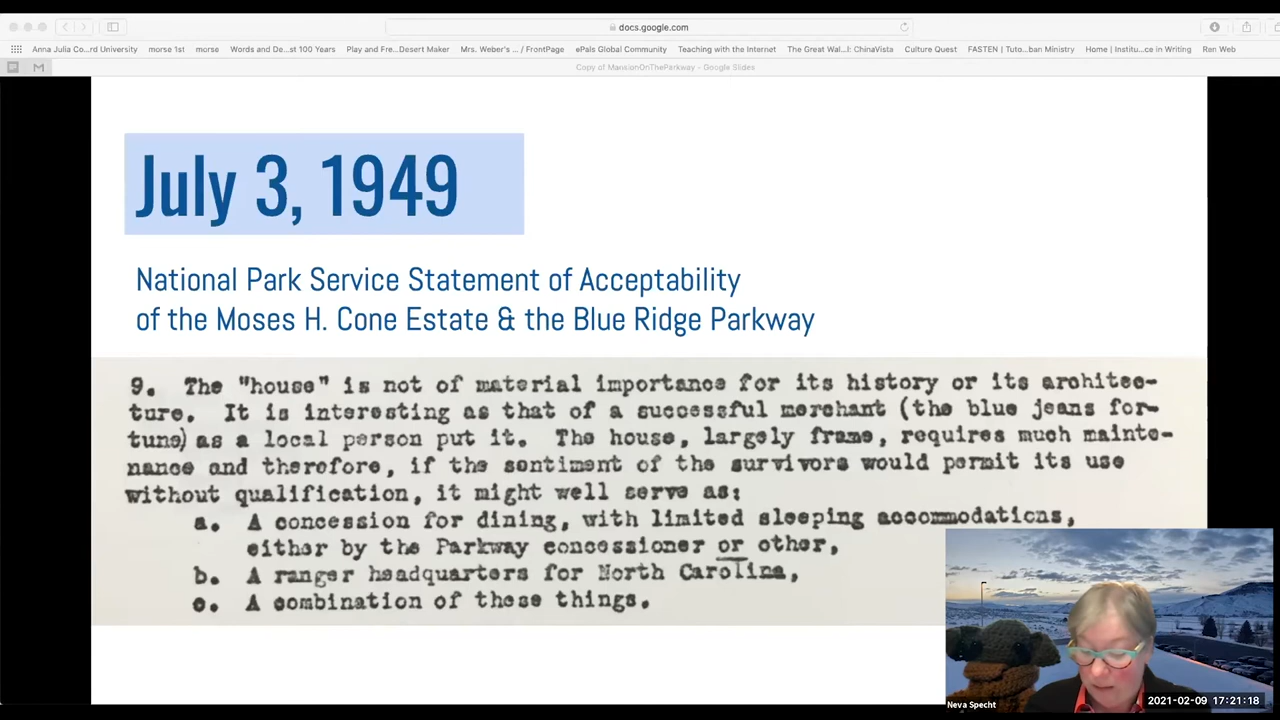 docs.google.com
Anna Julia Co...rd University morse 1st morse Words and De...st 100 Years Play and Fre...Desert Maker Mrs. Weber's ... / FrontPage ePals Global Community Teaching with the Internet The Great Wal...l: ChinaVista Culture Quest FASTEN | Tuto...ban Ministry Home | Institu...ce in Writing Ren Web
Copy of MansionOnTheParkway - Google Slides
July 3, 1949
National Park Service Statement of Acceptability
of the Moses H. Cone Estate & the Blue Ridge Parkway
9. The "house" is not of material importance for its history or its architec-
ture. It is interesting as that of a successful merchant (the blue jeans for-
tune) as a local person put it. The house, largely frame, requires much mainte-
nance and therefore, if the sentiment of the survivors would permit its use
without qualification, it might well serve as:
a. A concession for dining, with limited sleeping accommodations,
either by the Parkway concessioner or other,
b. A ranger headquarters for North Carolina,
c. A combination of these things.
Neva Specht
2021-02-09 17:21:18